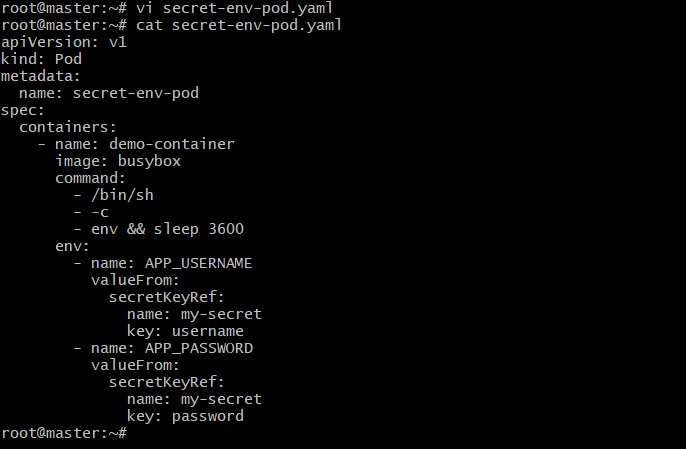 root@master:~# vi secret-env-pod.yaml
root@master:~# cat secret-env-pod.yaml
apiVersion: v1
kind: Pod
metadata:
  name: secret-env-pod
spec:
  containers:
    - name: demo-container
      image: busybox
      command:
        - /bin/sh
        - -c
        - env && sleep 3600
      env:
        - name: APP_USERNAME
          valueFrom:
            secretKeyRef:
              name: my-secret
              key: username
        - name: APP_PASSWORD
          valueFrom:
            secretKeyRef:
              name: my-secret
              key: password
root@master:~#